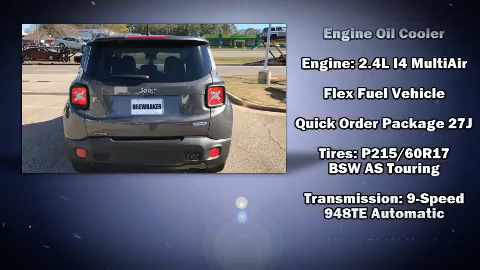 Engine Oil Cooler
Engine: 2.4L I4 MultiAir
Flex Fuel Vehicle
Quick Order Package 27J
Tires: P215/60R17
BSW AS Touring
Transmission: 9-Speed
948TE Automatic
Jeep
BREWBAKER